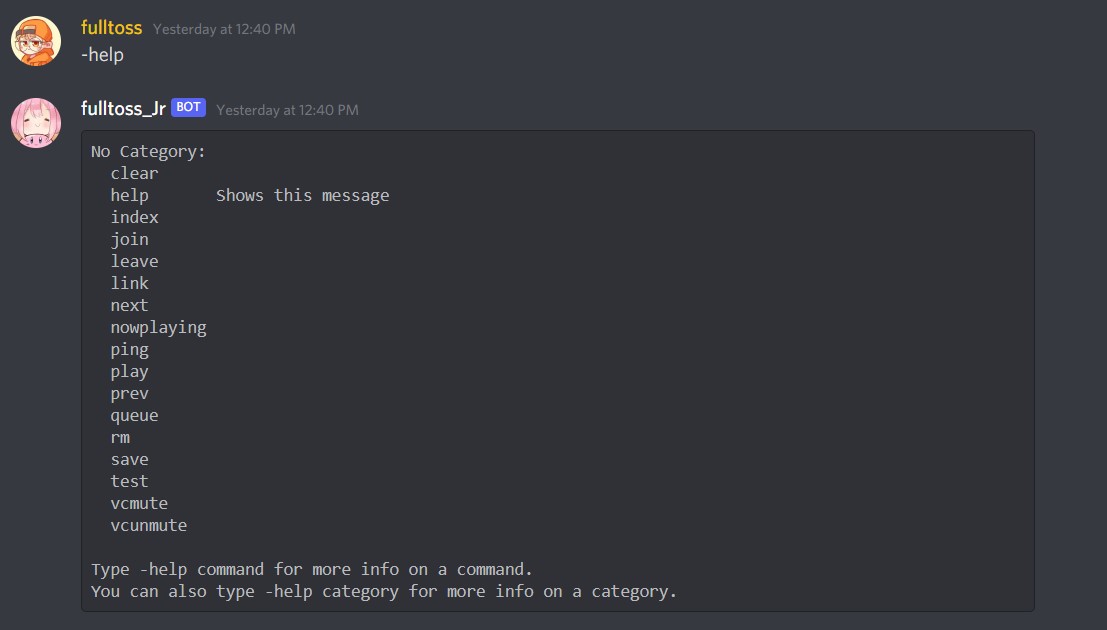 fulltoss Yesterday at 12:40 PM
-help
fulltoss_Jr BOT Yesterday at 12:40 PM
No Category:
clear
help Shows this message
index
join
leave
link
next
nowplaying
ping
play
prev
queue
rm
save
test
vcmute
vcunmute
Type -help command for more info on a command.
You can also type -help category for more info on a category.